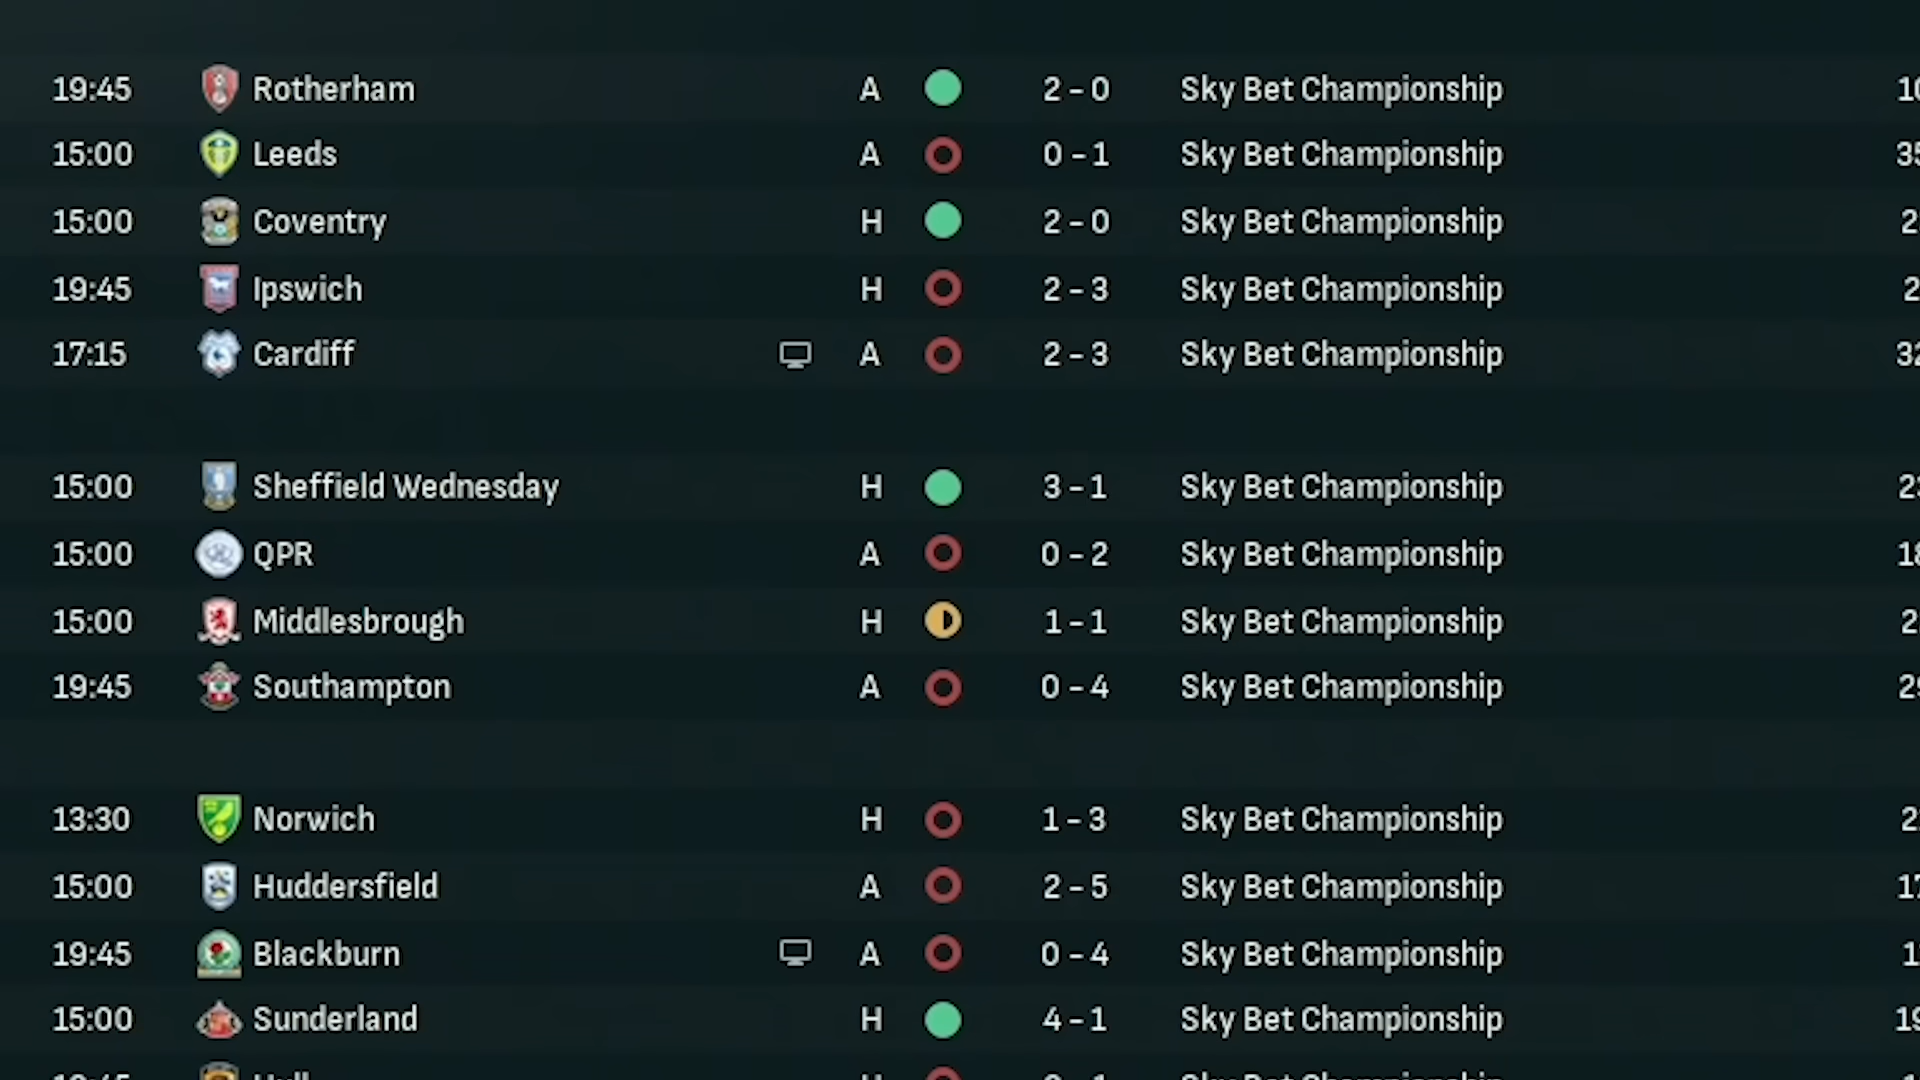 19:45 Rotherham A 2 - 0 Sky Bet Championship
15:00 Leeds A 0 - 1 Sky Bet Championship
15:00 Coventry H 2 - 0 Sky Bet Championship
19:45 Ipswich H 2 - 3 Sky Bet Championship
17:15 Cardiff A 2 - 3 Sky Bet Championship
15:00 Sheffield Wednesday H 3 - 1 Sky Bet Championship
15:00 QPR A 0 - 2 Sky Bet Championship
15:00 Middlesbrough H 1 - 1 Sky Bet Championship
19:45 Southampton A 0 - 4 Sky Bet Championship
13:30 Norwich H 1 - 3 Sky Bet Championship
15:00 Huddersfield A 2 - 5 Sky Bet Championship
19:45 Blackburn A 0 - 4 Sky Bet Championship
15:00 Sunderland H 4 - 1 Sky Bet Championship